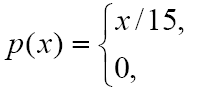 p(x) = { x/15,
0,